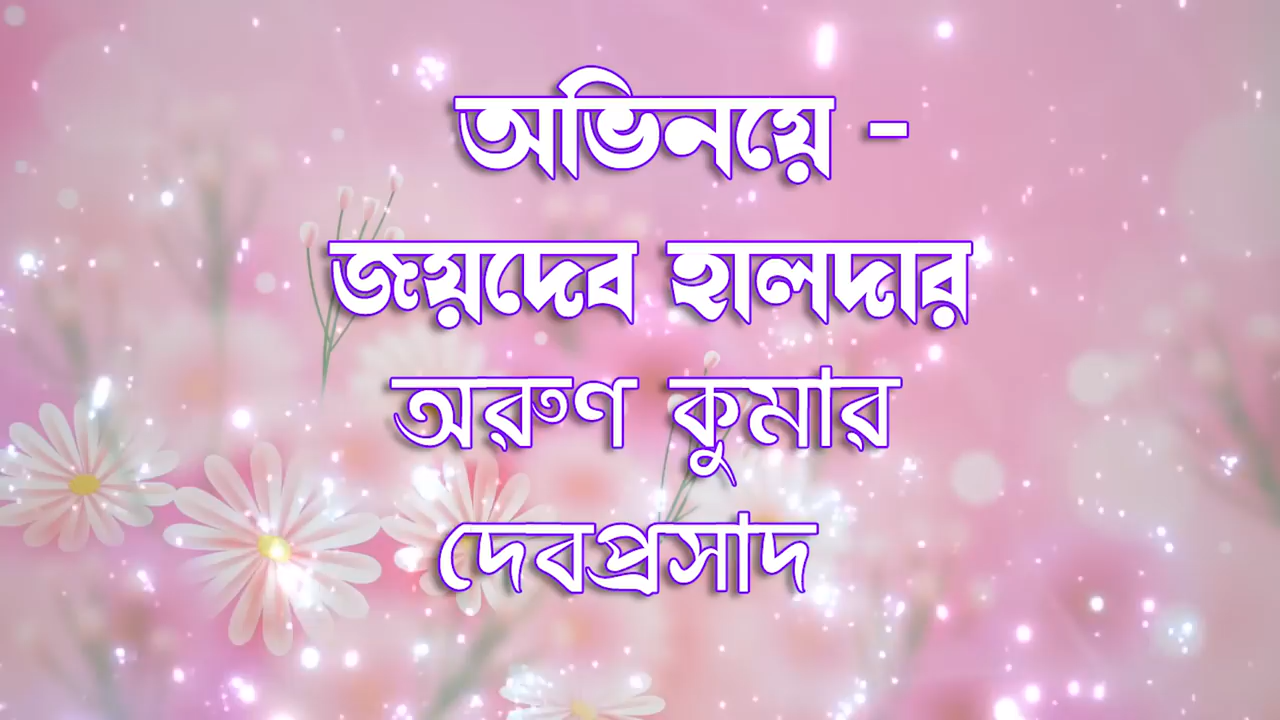 অভিনয়ে -
জয়দেব হালদার
অরুণ কুমার
দেবপ্রসাদ